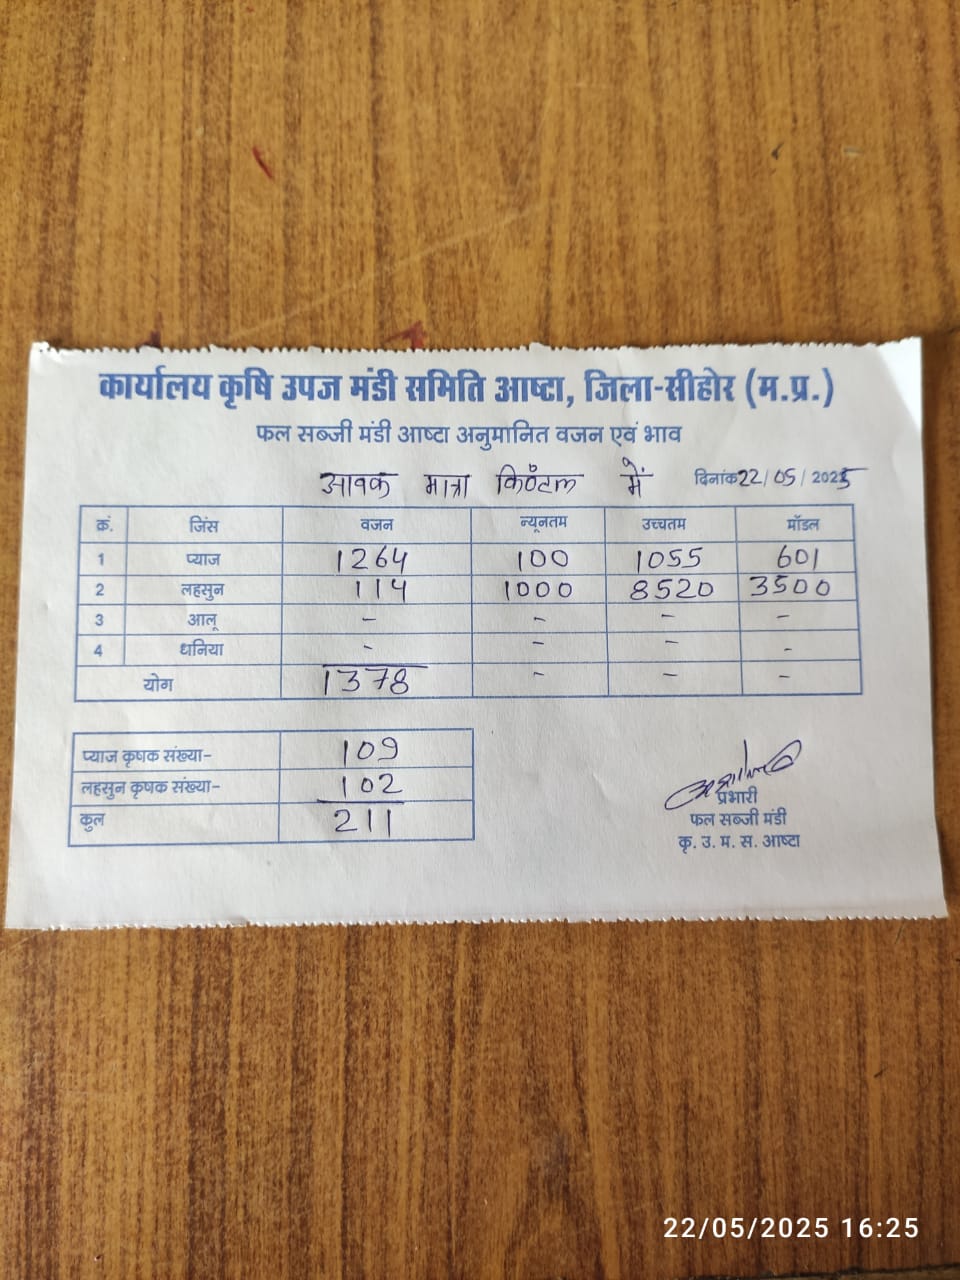 कार्यालय कृषि उपज मंडी समिति आष्टा, जिला-सीहोर (म.प्र.)
फल सब्जी मंडी आष्टा अनुमानित वजन एवं भाव
आवक मात्रा क्विंटल में दिनांक 22/05/2025
क्रं. जिंस वजन न्यूनतम उच्चतम मॉडल
1 प्याज 1264 100 1055 601
2 लहसुन 114 1000 8520 3500
3 आलू - - - -
4 धनिया - - - -
योग 1378 - - -
प्याज कृषक संख्या- 109
लहसुन कृषक संख्या- 102
कुल 211
प्रभारी
फल सब्जी मंडी
कृ. उ. म. स. आष्टा
22/05/2025 16:25